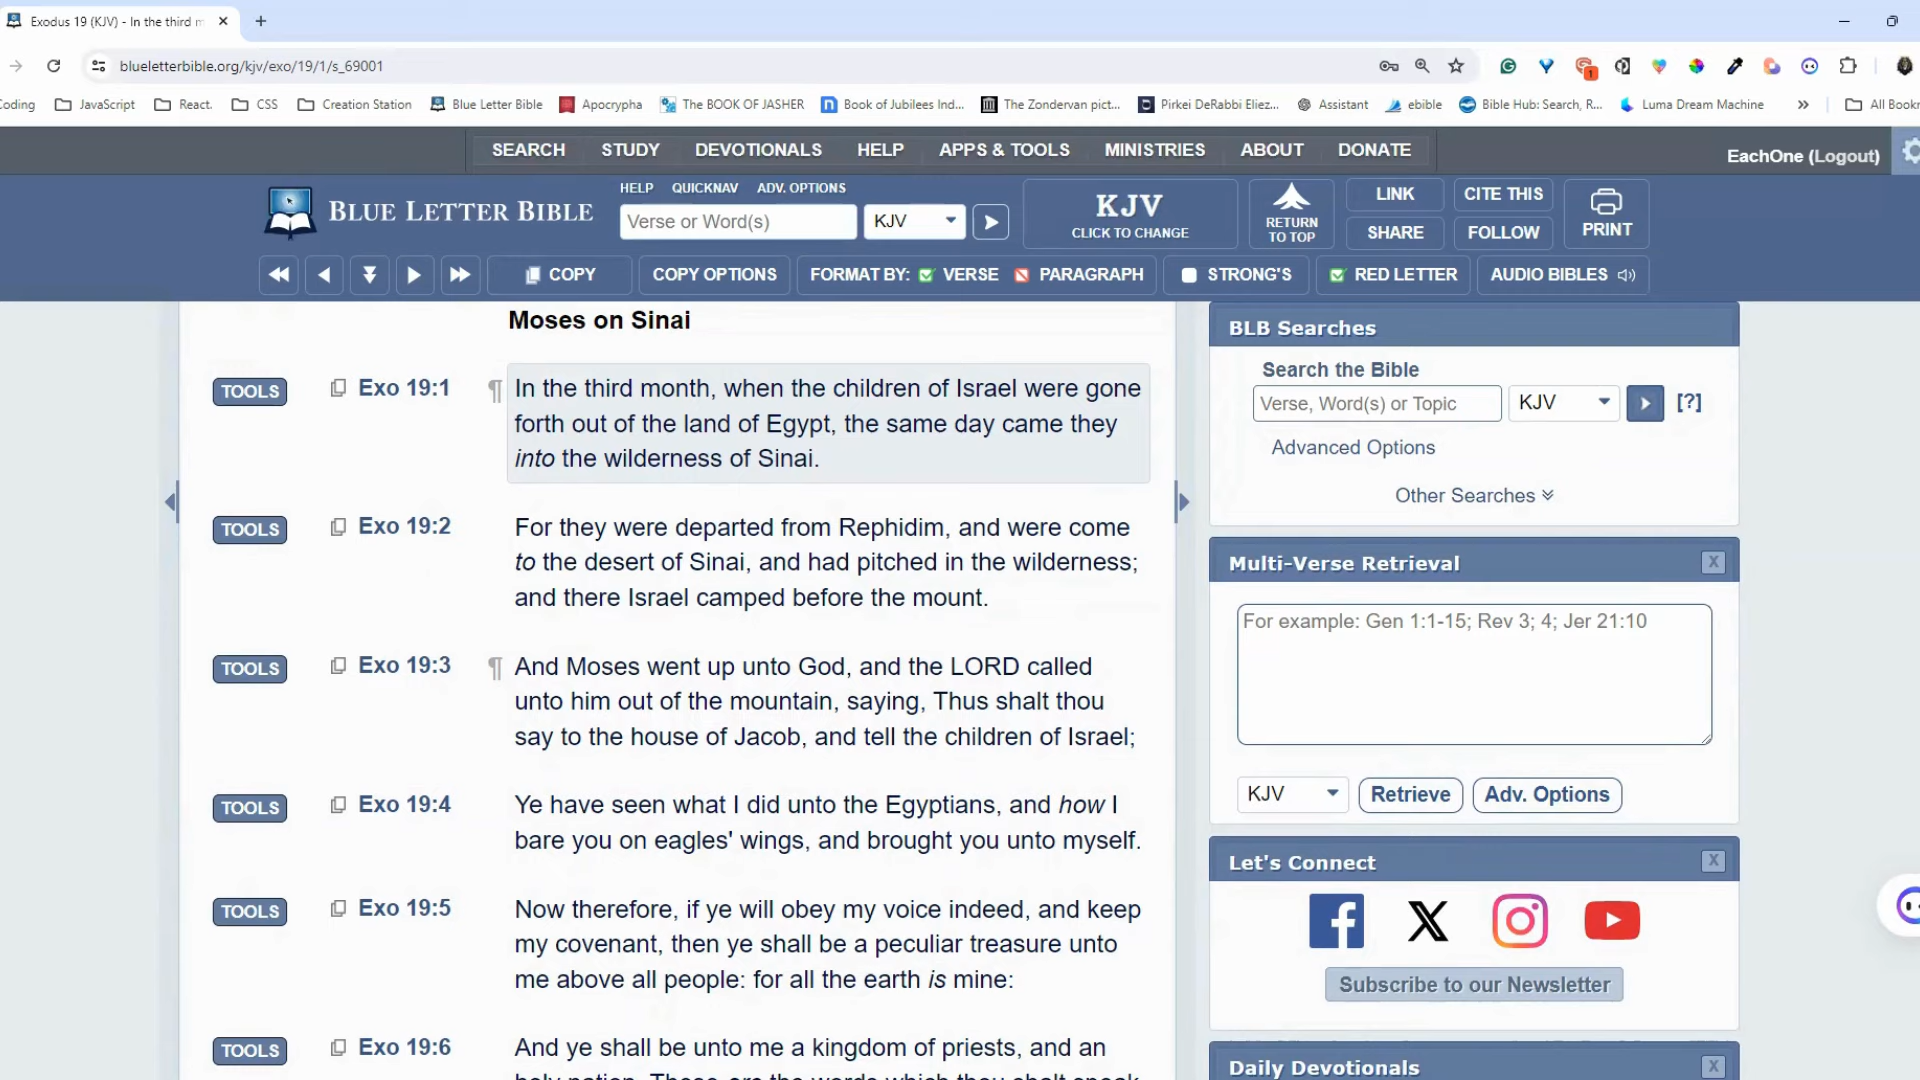 Exodus 19 (KJV) - In the third m
blueletterbible.org/kjv/exo/19/1/s_69001
1
oding JavaScript React. CSS Creation Station Blue Letter Bible Apocrypha The BOOK OF JASHER Book of Jubilees Ind... The Zondervan pict... Pirkei DeRabbi Eliez... Assistant ebible Bible Hub: Search, R... Luma Dream Machine All Bookr
SEARCH STUDY DEVOTIONALS HELP APPS & TOOLS MINISTRIES ABOUT DONATE
EachOne (Logout)
HELP QUICKNAV ADV. OPTIONS
BLUE LETTER BIBLE
Verse or Word(s) KJV
KJV
CLICK TO CHANGE
RETURN
TO TOP
LINK
CITE THIS
SHARE
FOLLOW
PRINT
COPY COPY OPTIONS FORMAT BY: VERSE PARAGRAPH STRONG'S RED LETTER AUDIO BIBLES
Moses on Sinai
TOOLS Exo 19:1 ¶ In the third month, when the children of Israel were gone
forth out of the land of Egypt, the same day came they
into the wilderness of Sinai.
TOOLS Exo 19:2 For they were departed from Rephidim, and were come
to the desert of Sinai, and had pitched in the wilderness;
and there Israel camped before the mount.
TOOLS Exo 19:3 ¶ And Moses went up unto God, and the LORD called
unto him out of the mountain, saying, Thus shalt thou
say to the house of Jacob, and tell the children of Israel;
TOOLS Exo 19:4 Ye have seen what I did unto the Egyptians, and how I
bare you on eagles' wings, and brought you unto myself.
TOOLS Exo 19:5 Now therefore, if ye will obey my voice indeed, and keep
my covenant, then ye shall be a peculiar treasure unto
me above all people: for all the earth is mine:
TOOLS Exo 19:6 And ye shall be unto me a kingdom of priests, and an
holy nation. These are the words which thou shalt speak
BLB Searches
Search the Bible
Verse, Word(s) or Topic KJV [?]
Advanced Options
Other Searches
Multi-Verse Retrieval X
For example: Gen 1:1-15; Rev 3; 4; Jer 21:10
KJV Retrieve Adv. Options
Let's Connect X
Subscribe to our Newsletter
Daily Devotionals X